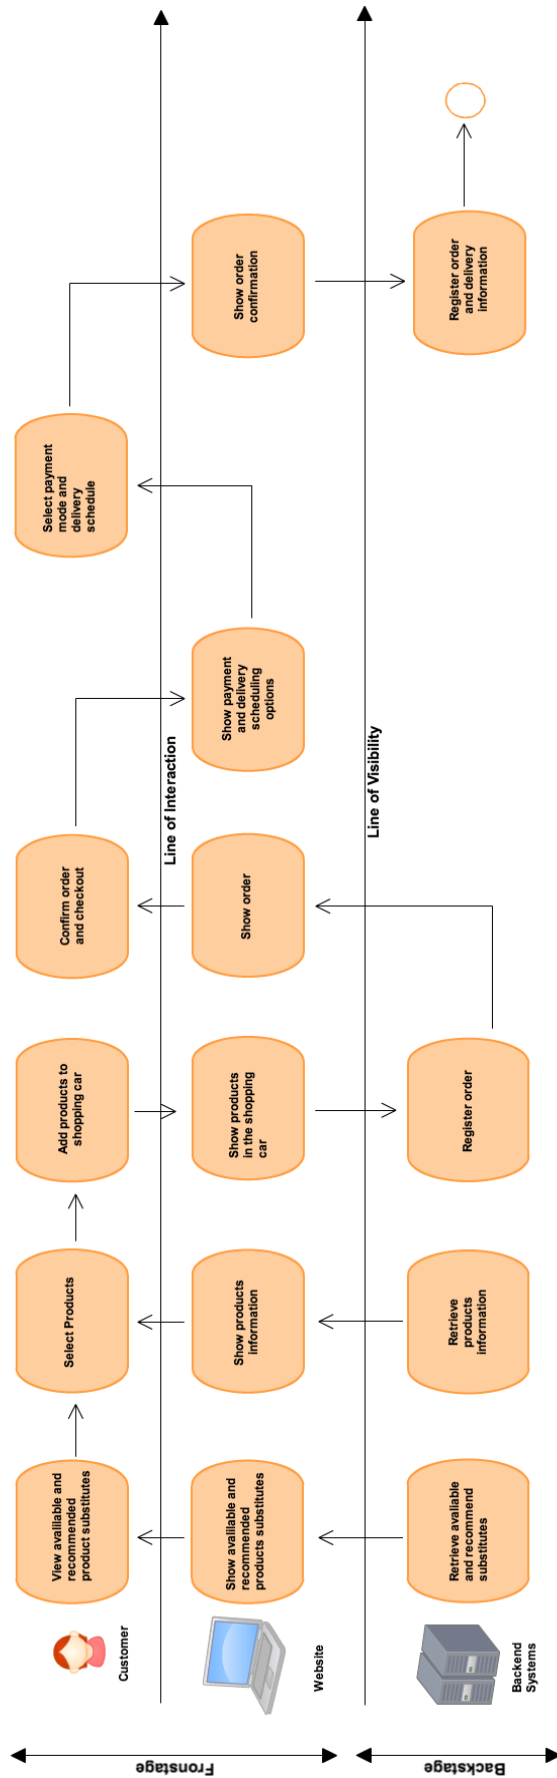 Fronstage
Customer
View availiable and
recommended
product substitutes
Select Products
Add products to
shopping car
Confirm order
and checkout
Select payment
mode and
delivery
schedule
Line of Interaction
Website
Show availiable and
recommended
products substitutes
Show products
information
Show products
in the shopping
car
Show order
Show payment
and delivery
scheduling
options
Show order
confirmation
Line of Visibility
Backstage
Backend
Systems
Retrieve available
and recommend
substitutes
Retrieve
products
information
Register order
Register order
and delivery
information